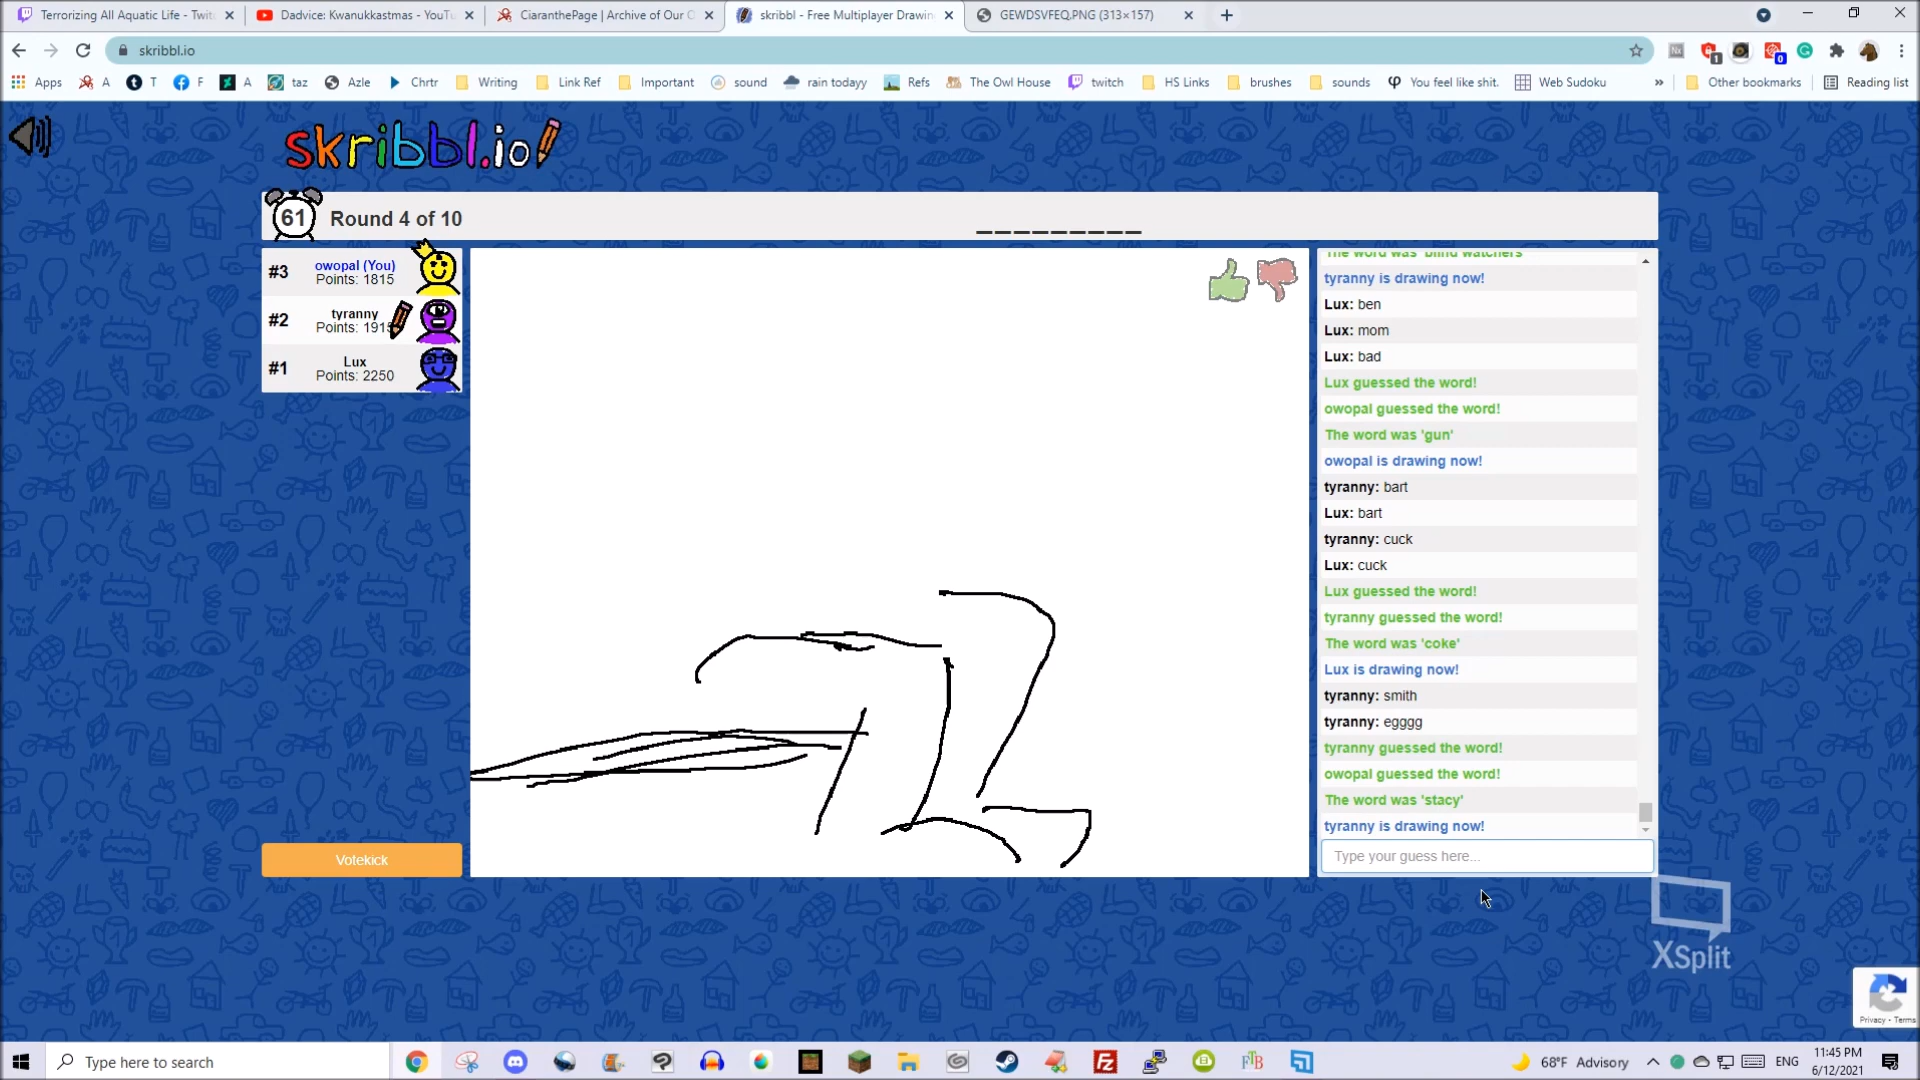 Terrorizing All Aquatic Life - Twit
Dadvice: Kwanukkastmas - YouTu
CiaranthePage | Archive of Our O
skribbl - Free Multiplayer Drawin
GEWDSVFEQ.PNG (313×157)
skribbl.io
Apps
A
T
F
A
taz
Azle
Chrtr
Writing
Link Ref
Important
sound
rain todayy
Refs
The Owl House
twitch
HS Links
brushes
sounds
You feel like shit.
Web Sudoku
»
Other bookmarks
Reading list
skribbl.io
61
Round 4 of 10
_________
#3
owopal (You)
Points: 1815
#2
tyranny
Points: 1915
#1
Lux
Points: 2250
Votekick
The word was 'blind watchers'
tyranny is drawing now!
Lux: ben
Lux: mom
Lux: bad
Lux guessed the word!
owopal guessed the word!
The word was 'gun'
owopal is drawing now!
tyranny: bart
Lux: bart
tyranny: cuck
Lux: cuck
Lux guessed the word!
tyranny guessed the word!
The word was 'coke'
Lux is drawing now!
tyranny: smith
tyranny: egggg
tyranny guessed the word!
owopal guessed the word!
The word was 'stacy'
tyranny is drawing now!
Type your guess here...
XSplit
Privacy - Terms
Type here to search
68°F Advisory
ENG
11:45 PM
6/12/2021